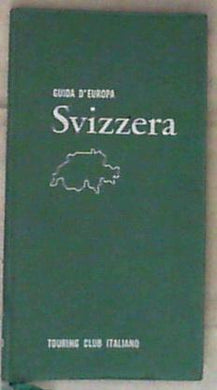 GUIDA D'EUROPA
Svizzera
TOURING CLUB ITALIANO